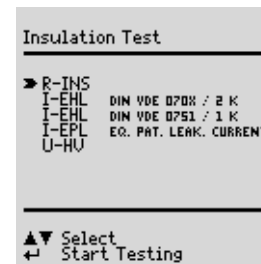 Insulation Test
➤ R-INS
I-EHL DIN VDE 070X / 2 K
I-EHL DIN VDE 0751 / 1 K
I-EPL EQ. PAT. LEAK. CURREN
U-HV
▲▼ Select
↵ Start Testing